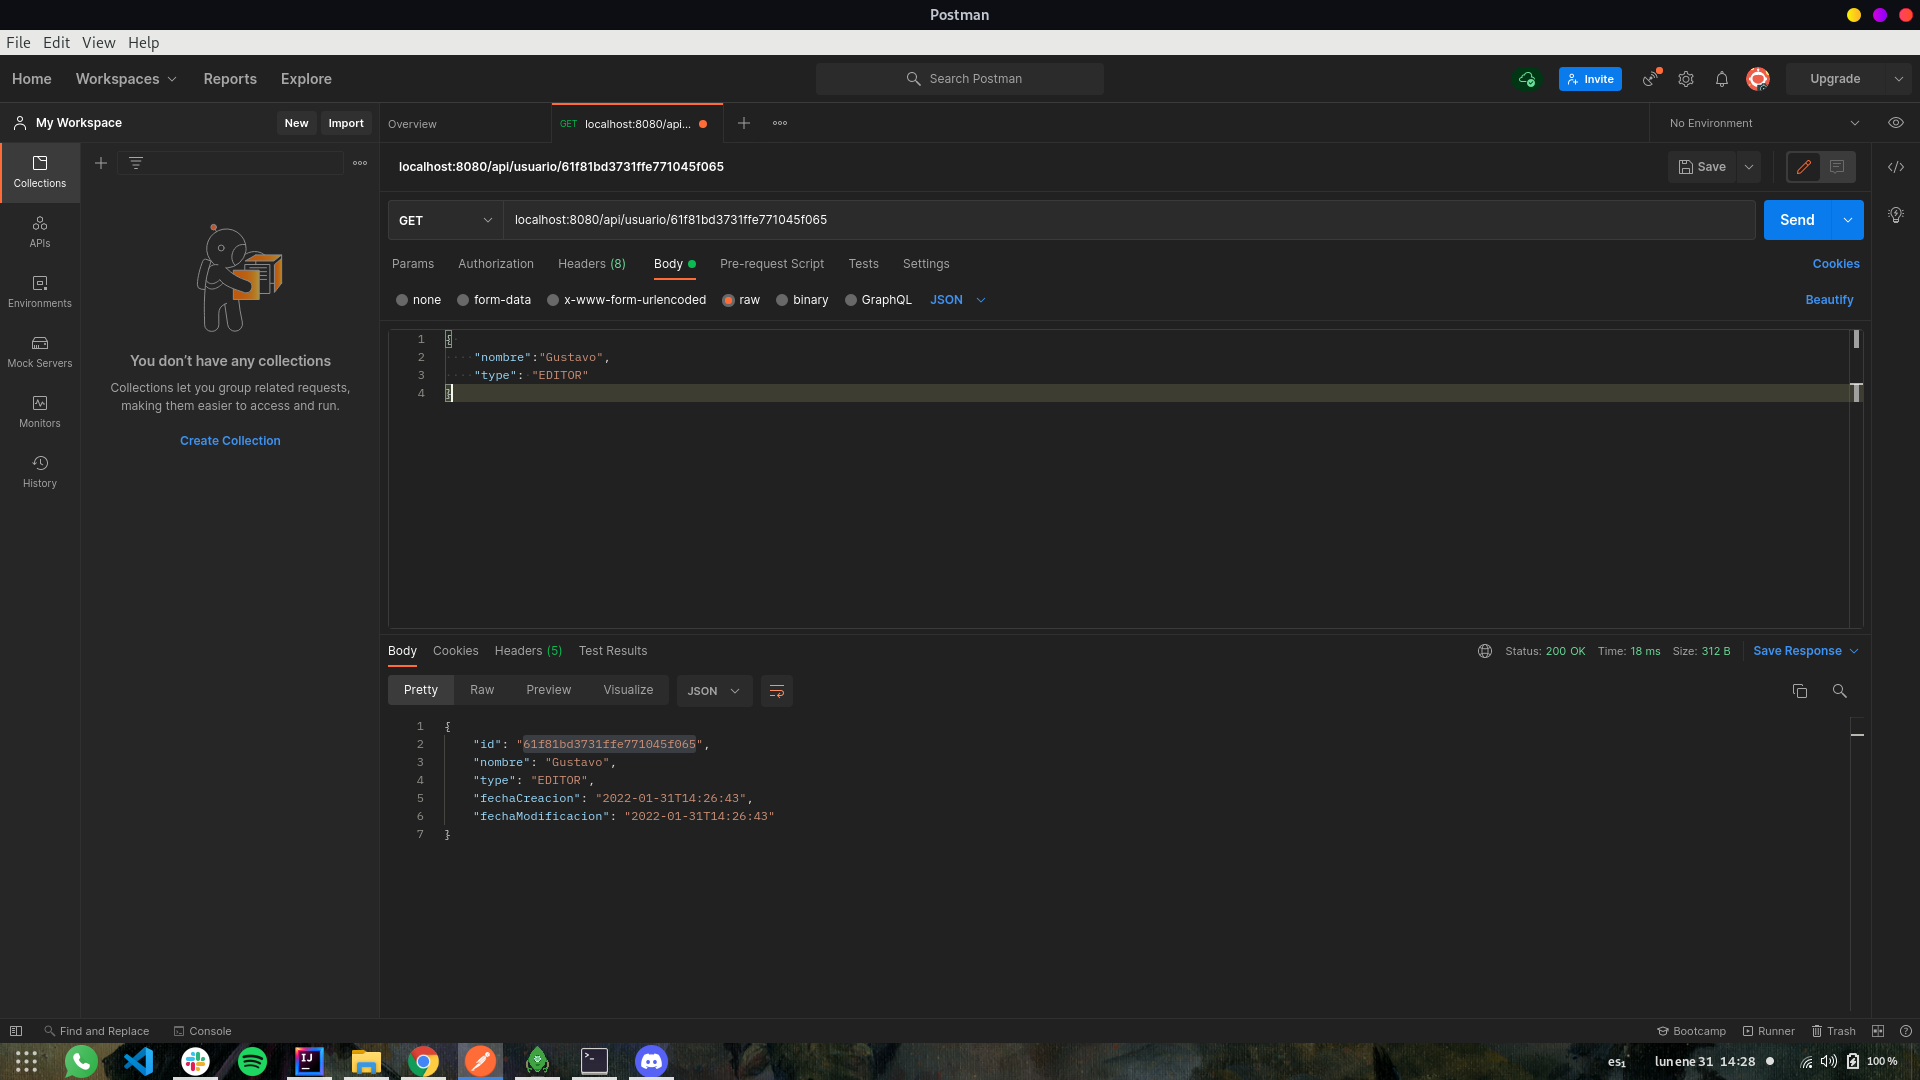 Postman
File Edit View Help
Home Workspaces Reports Explore Search Postman Invite Upgrade
My Workspace New Import Overview GET localhost:8080/api... No Environment
localhost:8080/api/usuario/61f81bd3731ffe771045f065 Save
GET localhost:8080/api/usuario/61f81bd3731ffe771045f065 Send
Params Authorization Headers (8) Body Pre-request Script Tests Settings Cookies
none form-data x-www-form-urlencoded raw binary GraphQL JSON Beautify
Collections
APIs
Environments
Mock Servers
Monitors
History
You don't have any collections
Collections let you group related requests,
making them easier to access and run.
Create Collection
1 {
2 "nombre":"Gustavo",
3 "type": "EDITOR"
4 }
Body Cookies Headers (5) Test Results Status: 200 OK Time: 18 ms Size: 312 B Save Response
Pretty Raw Preview Visualize JSON
1 {
2 "id": "61f81bd3731ffe771045f065",
3 "nombre": "Gustavo",
4 "type": "EDITOR",
5 "fechaCreacion": "2022-01-31T14:26:43",
6 "fechaModificacion": "2022-01-31T14:26:43"
7 }
Find and Replace Console Bootcamp Runner Trash
IJ es₁ lun ene 31 14:28 100 %